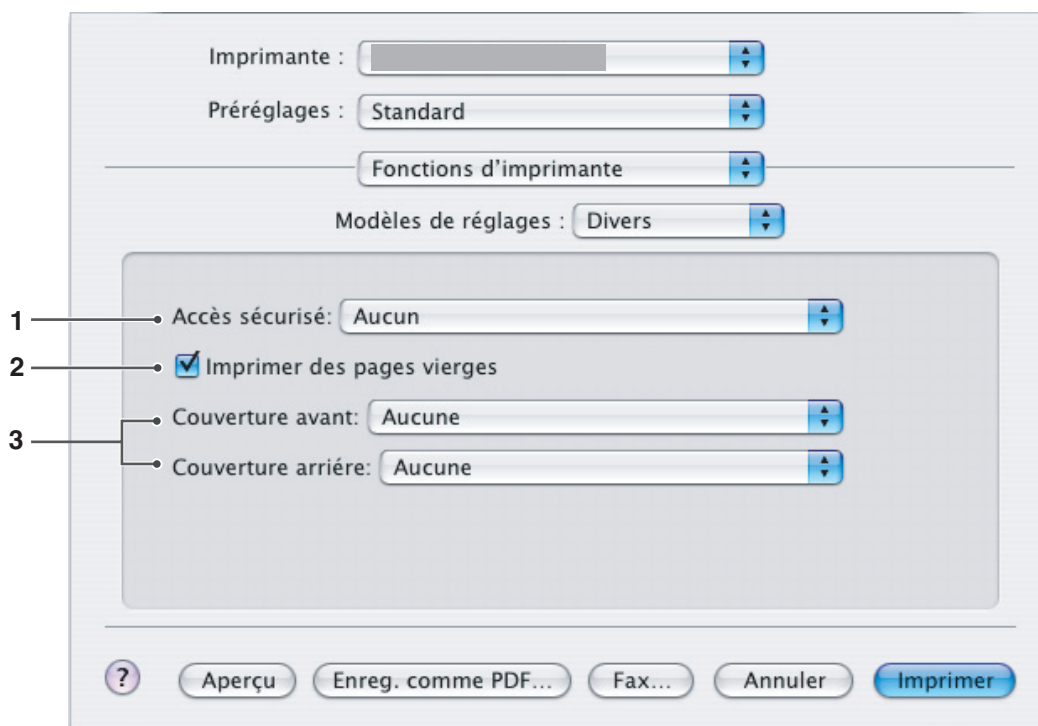 Imprimante :
Préréglages : Standard
Fonctions d'imprimante
Modèles de réglages : Divers
1 Accès sécurisé: Aucun
2 Imprimer des pages vierges
3 Couverture avant: Aucune
Couverture arriére: Aucune
? Aperçu Enreg. comme PDF... Fax... Annuler Imprimer